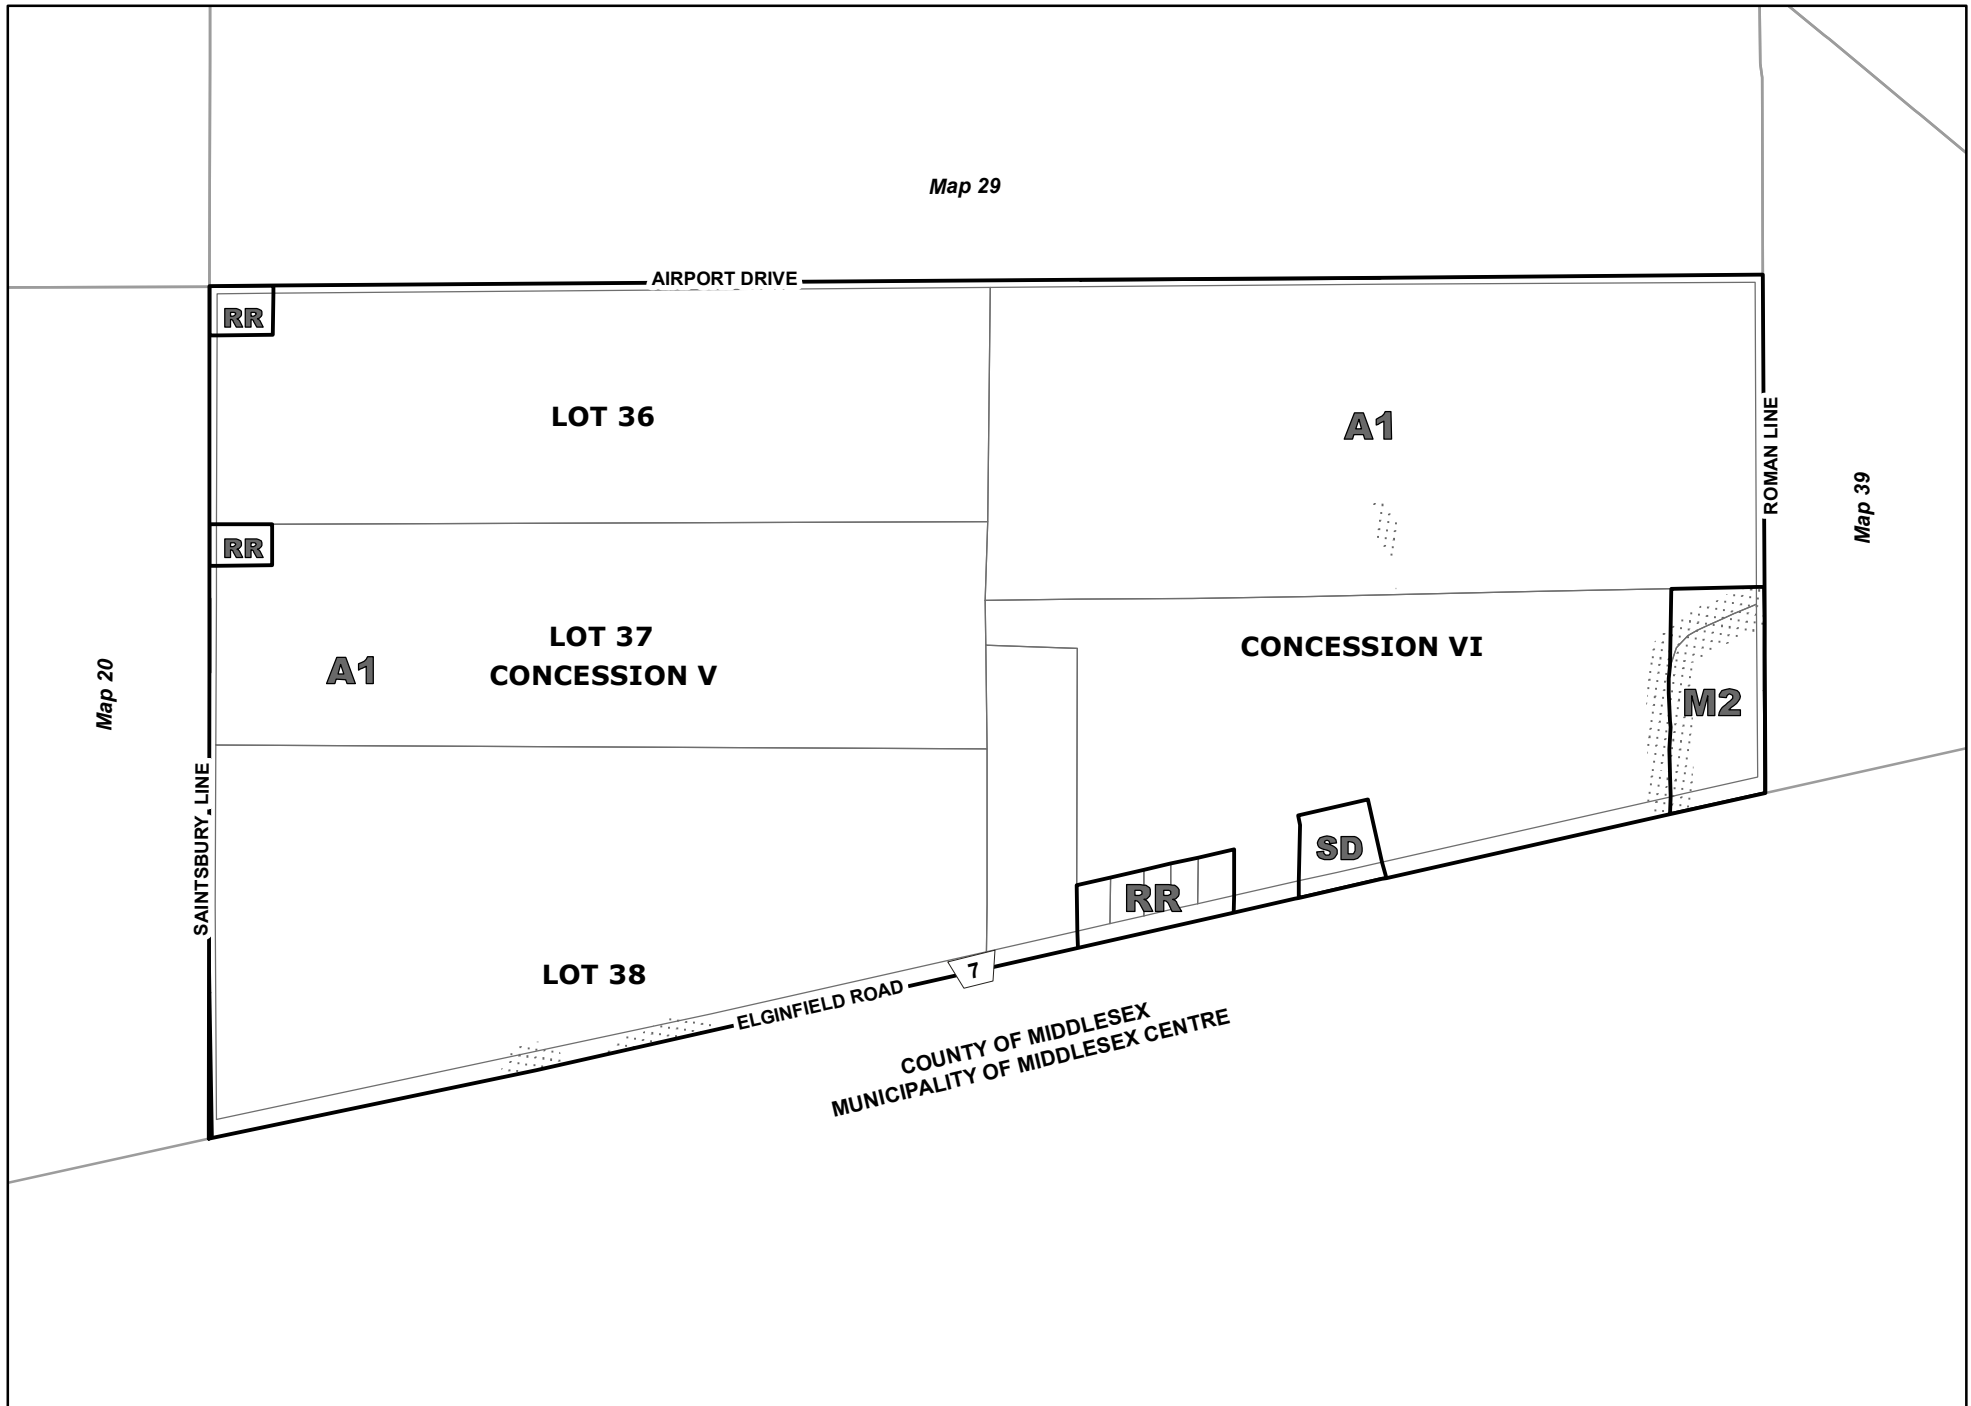 Map 29
AIRPORT DRIVE
RR
LOT 36
A1
ROMAN LINE
Map 39
RR
LOT 37
CONCESSION V
A1
CONCESSION VI
Map 20
M2
SAINTSBURY LINE
SD
RR
LOT 38
7
ELGINFIELD ROAD
COUNTY OF MIDDLESEX
MUNICIPALITY OF MIDDLESEX CENTRE